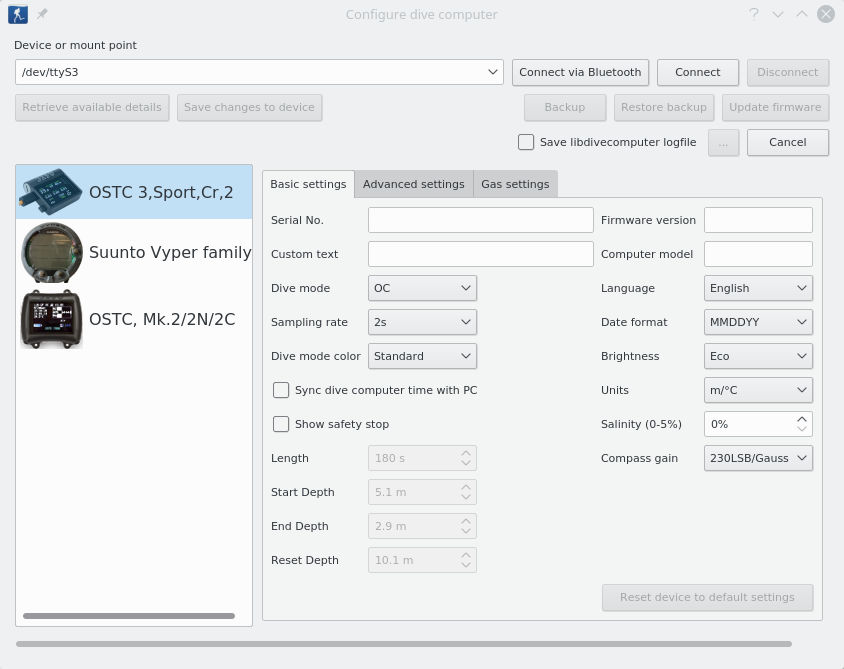 Configure dive computer
?
Device or mount point
/dev/ttyS3
Connect via Bluetooth
Connect
Disconnect
Retrieve available details
Save changes to device
Backup
Restore backup
Update firmware
Save libdivecomputer logfile
...
Cancel
OSTC 3,Sport,Cr,2
Suunto Vyper family
OSTC, Mk.2/2N/2C
Basic settings
Advanced settings
Gas settings
Serial No.
Firmware version
Custom text
Computer model
Dive mode
OC
Language
English
Sampling rate
2s
Date format
MMDDYY
Dive mode color
Standard
Brightness
Eco
Sync dive computer time with PC
Units
m/°C
Show safety stop
Salinity (0-5%)
0%
Length
180 s
Compass gain
230LSB/Gauss
Start Depth
5.1 m
End Depth
2.9 m
Reset Depth
10.1 m
Reset device to default settings